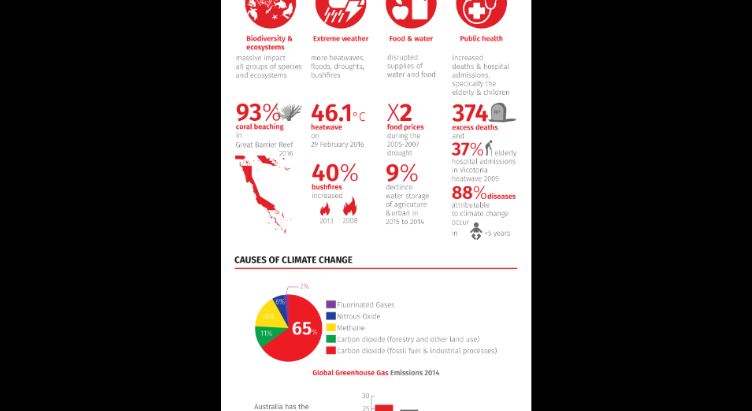 Biodiversity &
ecosystems
massive impact
all groups of species
and ecosystems
93%
coral beaching
in
Great Barrier Reef
2016
Extreme weather
more heatwaves,
floods, droughts,
bushfires
46.1°C
heatwave
on
29 February 2016
40%
bushfires
increased
2013 2008
Food & water
disrupted
supplies of
water and food
X2
food prices
during the
2005-2007
drought
9%
declince
water storage
of agriculture
&urban in
2015 to 2014
Public health
increased
deaths & hospital
admissions,
specially the
elderly & children
374
excess deaths
and
37% elderly
hospital admissions
in Vicotoria
heatwave 2009
88% diseases
attributable
to climate change
occur
in <5 years
CAUSES OF CLIMATE CHANGE
2%
6%
16%
11%
65%
Fluerinated Gases
Nitrous Oxide
Methane
Carbon dioxide (forestry and other land use)
Carbon dioxide (fossil fuel & industrial processes)
Global Greenhouse Gas Emissions 2014
Australia has the
30
25